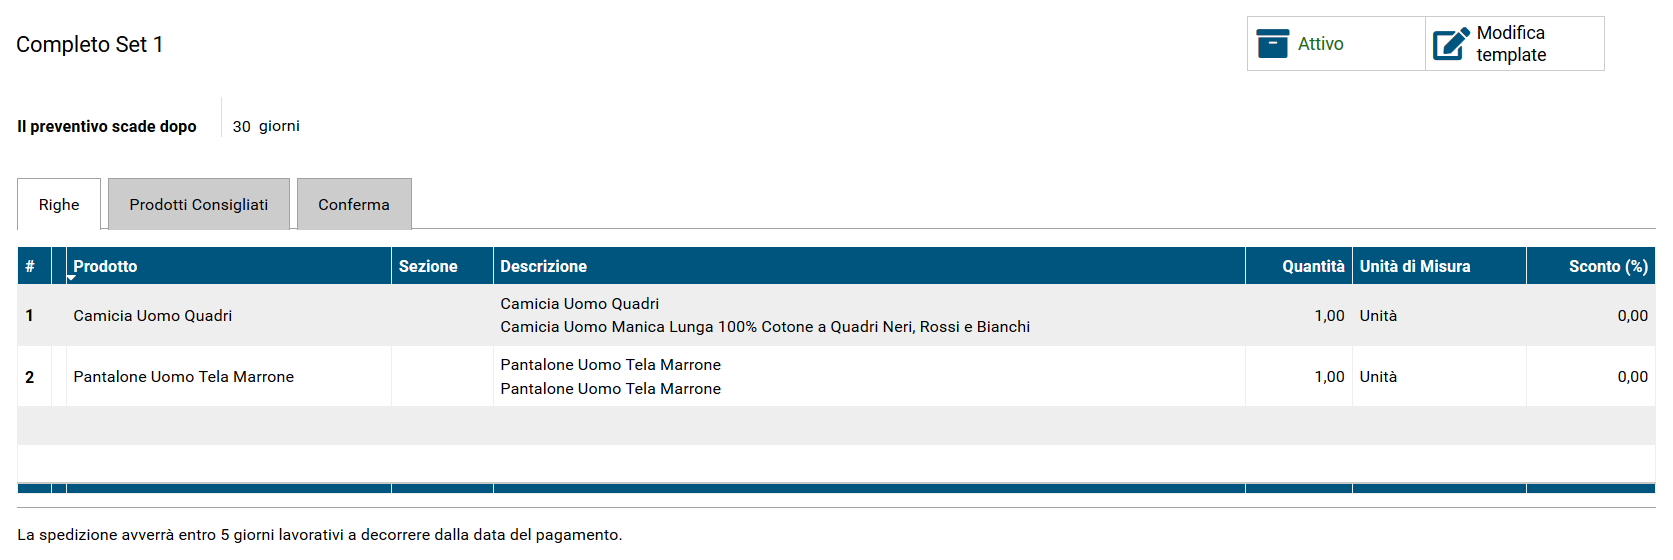 Completo Set 1
Attivo
Modifica
template
Il preventivo scade dopo
30 giorni
Righe
Prodotti Consigliati
Conferma
# Prodotto Sezione Descrizione Quantità Unità di Misura Sconto (%)
1 Camicia Uomo Quadri Camicia Uomo Quadri 1,00 Unità 0,00
Camicia Uomo Manica Lunga 100% Cotone a Quadri Neri, Rossi e Bianchi
2 Pantalone Uomo Tela Marrone Pantalone Uomo Tela Marrone 1,00 Unità 0,00
Pantalone Uomo Tela Marrone
La spedizione avverrà entro 5 giorni lavorativi a decorrere dalla data del pagamento.